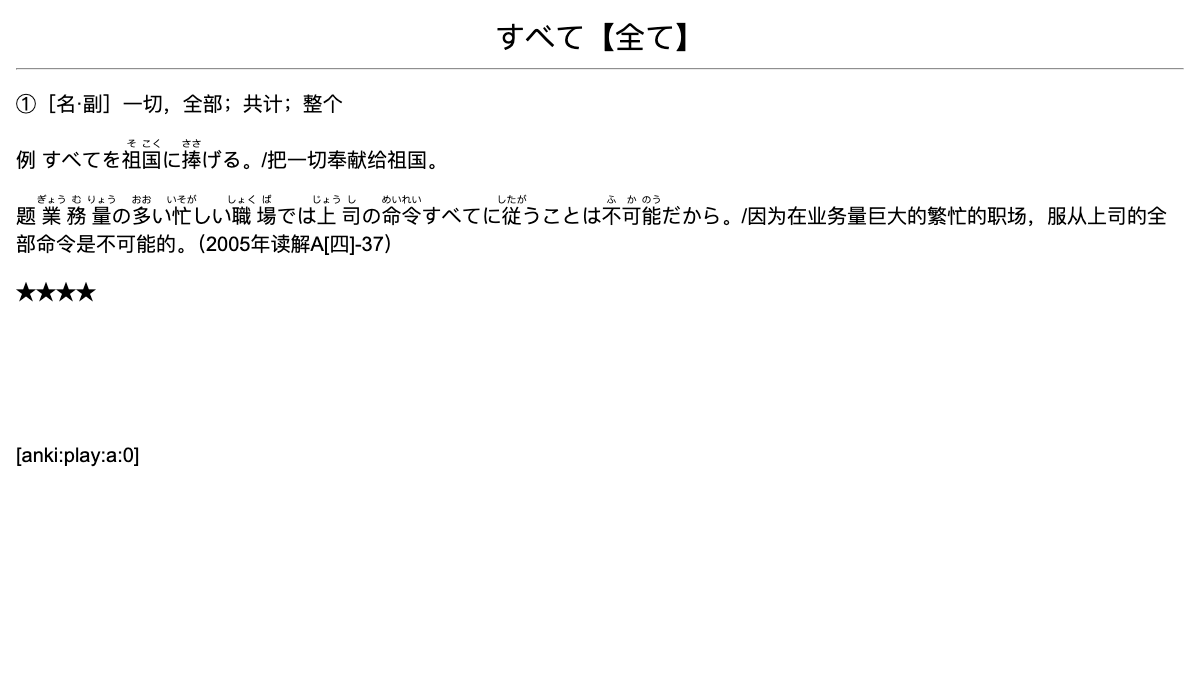 すべて【全て】
①［名·副］一切，全部；共计；整个
そこく ささ
例 すべてを祖国に捧げる。/把一切奉献给祖国。
ぎょう む りょう おお いそが しょく ば じょう し めいれい したが ふ か のう
题 業務量の多い忙しい職場では上司の命令すべてに従うことは不可能だから。/因为在业务量巨大的繁忙的职场，服从上司的全
部命令是不可能的。（2005年读解A[四]-37）
★★★★
[anki:play:a:0]